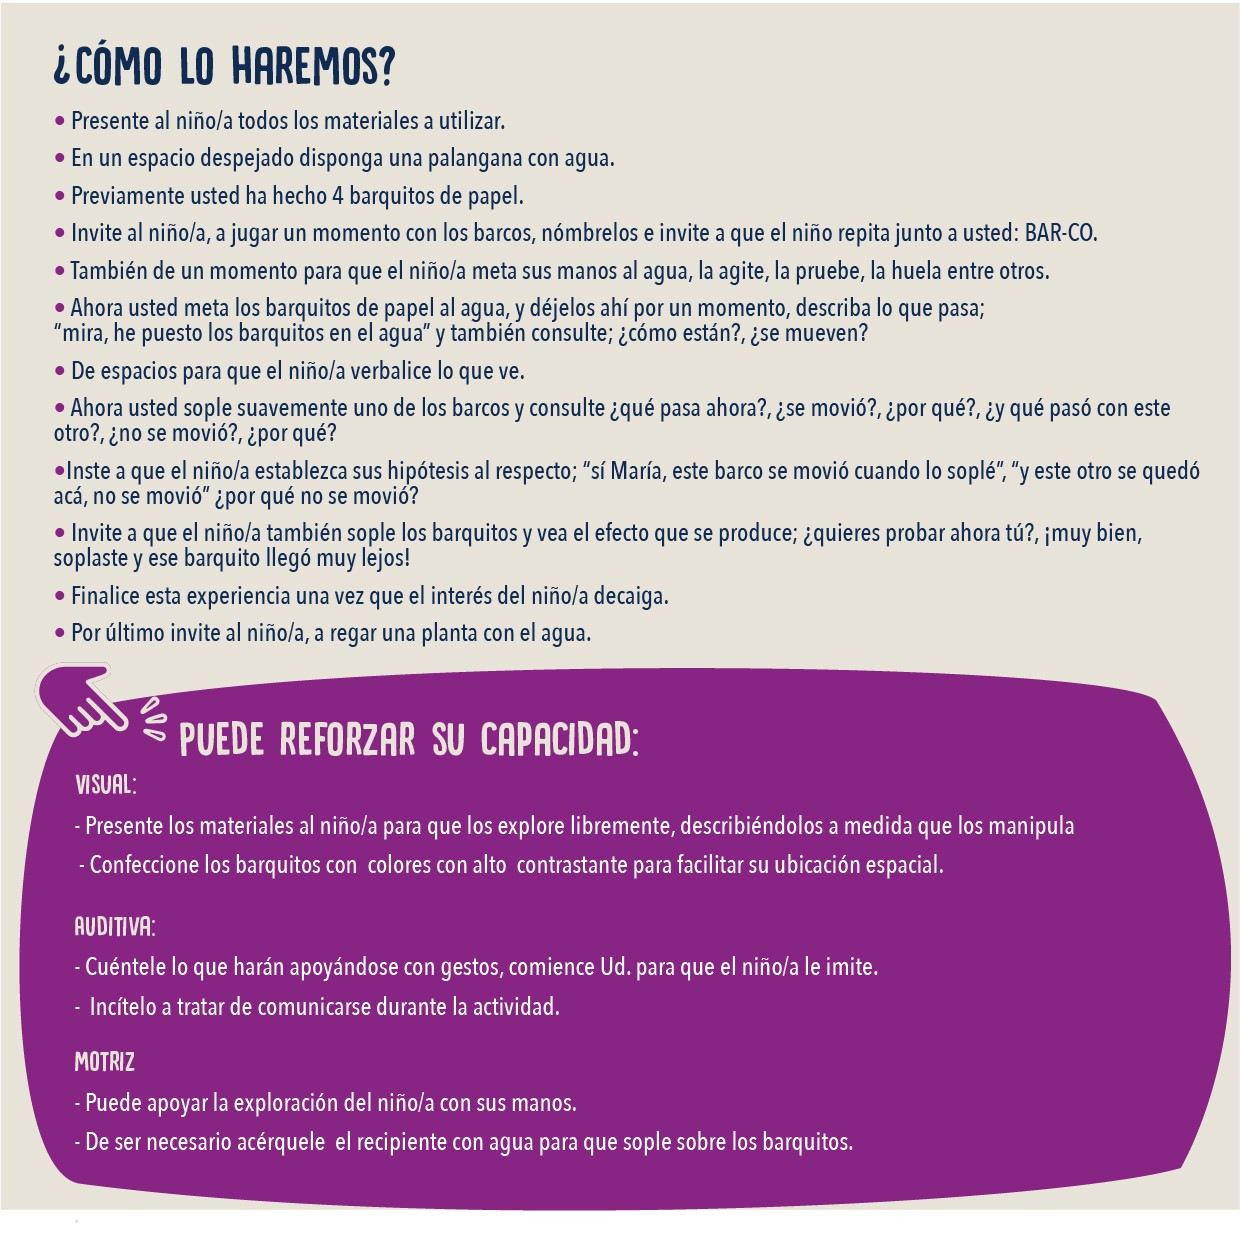 ¿CÓMO LO HAREMOS?
• Presente al niño/a todos los materiales a utilizar.
• En un espacio despejado disponga una palangana con agua.
• Previamente usted ha hecho 4 barquitos de papel.
• Invite al niño/a, a jugar un momento con los barcos, nómbrelos e invite a que el niño repita junto a usted: BAR-CO.
• También de un momento para que el niño/a meta sus manos al agua, la agite, la pruebe, la huela entre otros.
• Ahora usted meta los barquitos de papel al agua, y déjelos ahí por un momento, describa lo que pasa;
“mira, he puesto los barquitos en el agua” y también consulte; ¿cómo están?, ¿se mueven?
• De espacios para que el niño/a verbalice lo que ve.
• Ahora usted sople suavemente uno de los barcos y consulte ¿qué pasa ahora?, ¿se movió?, ¿por qué?, ¿y qué pasó con este
otro?, ¿no se movió?, ¿por qué?
•Inste a que el niño/a establezca sus hipótesis al respecto; “sí María, este barco se movió cuando lo soplé”, “y este otro se quedó
acá, no se movió” ¿por qué no se movió?
• Invite a que el niño/a también sople los barquitos y vea el efecto que se produce; ¿quieres probar ahora tú?, ¡muy bien,
soplaste y ese barquito llegó muy lejos!
• Finalice esta experiencia una vez que el interés del niño/a decaiga.
• Por último invite al niño/a, a regar una planta con el agua.
PUEDE REFORZAR SU CAPACIDAD:
VISUAL:
- Presente los materiales al niño/a para que los explore libremente, describiéndolos a medida que los manipula
- Confeccione los barquitos con colores con alto contrastante para facilitar su ubicación espacial.
AUDITIVA:
- Cuéntele lo que harán apoyándose con gestos, comience Ud. para que el niño/a le imite.
- Incítelo a tratar de comunicarse durante la actividad.
MOTRIZ
- Puede apoyar la exploración del niño/a con sus manos.
- De ser necesario acérquele el recipiente con agua para que sople sobre los barquitos.